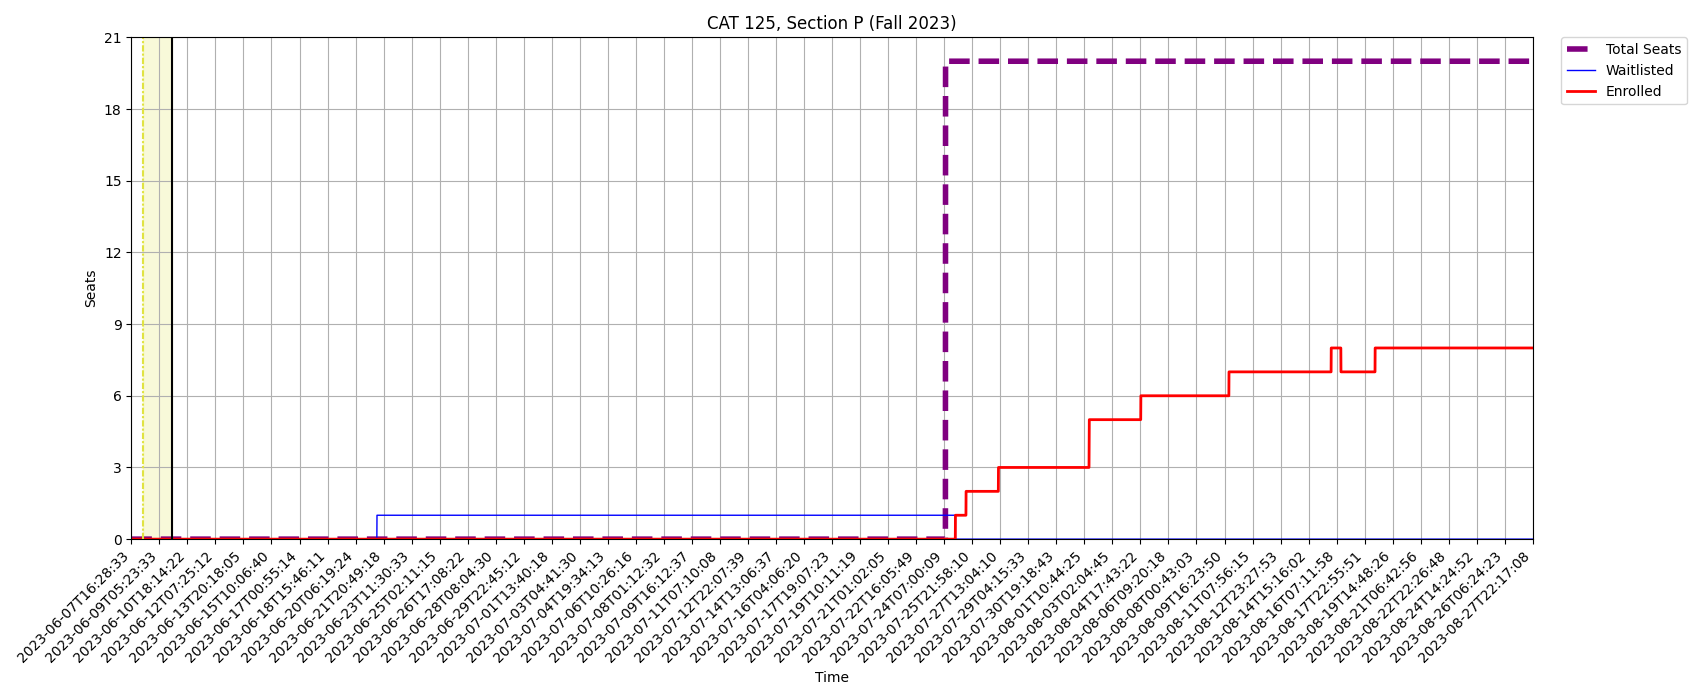 CAT 125, Section P (Fall 2023)
21
18
15
12
9
6
3
0
Seats
Total Seats
Waitlisted
Enrolled
2023-06-07T16:28:33
2023-06-09T05:23:33
2023-06-10T18:14:22
2023-06-12T07:25:12
2023-06-13T20:18:05
2023-06-15T10:06:40
2023-06-17T00:55:14
2023-06-18T15:46:11
2023-06-20T06:19:24
2023-06-21T20:49:18
2023-06-23T11:30:33
2023-06-25T02:11:15
2023-06-26T17:08:22
2023-06-28T08:04:30
2023-06-29T22:45:12
2023-07-01T13:40:18
2023-07-03T04:41:30
2023-07-04T19:34:13
2023-07-06T10:26:16
2023-07-08T01:12:32
2023-07-09T16:12:37
2023-07-11T07:10:08
2023-07-12T22:07:39
2023-07-14T13:06:37
2023-07-16T04:06:20
2023-07-17T19:07:23
2023-07-19T10:11:19
2023-07-21T01:02:05
2023-07-22T16:05:49
2023-07-24T07:00:09
2023-07-25T21:58:10
2023-07-27T13:04:10
2023-07-29T04:15:33
2023-07-30T19:18:43
2023-08-01T10:44:25
2023-08-03T02:04:45
2023-08-04T17:43:22
2023-08-06T09:20:18
2023-08-08T00:43:03
2023-08-09T16:23:50
2023-08-11T07:56:15
2023-08-12T23:27:53
2023-08-14T15:16:02
2023-08-16T07:11:58
2023-08-17T22:55:51
2023-08-19T14:48:26
2023-08-21T06:42:56
2023-08-22T22:26:48
2023-08-24T14:24:52
2023-08-26T06:24:23
2023-08-27T22:17:08
Time